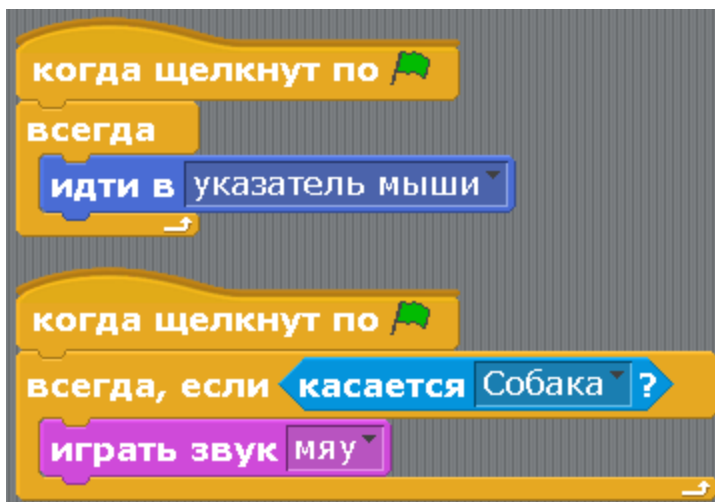 когда щелкнут по
всегда
идти в указатель мыши
когда щелкнут по
всегда, если касается Собака ?
играть звук мяу